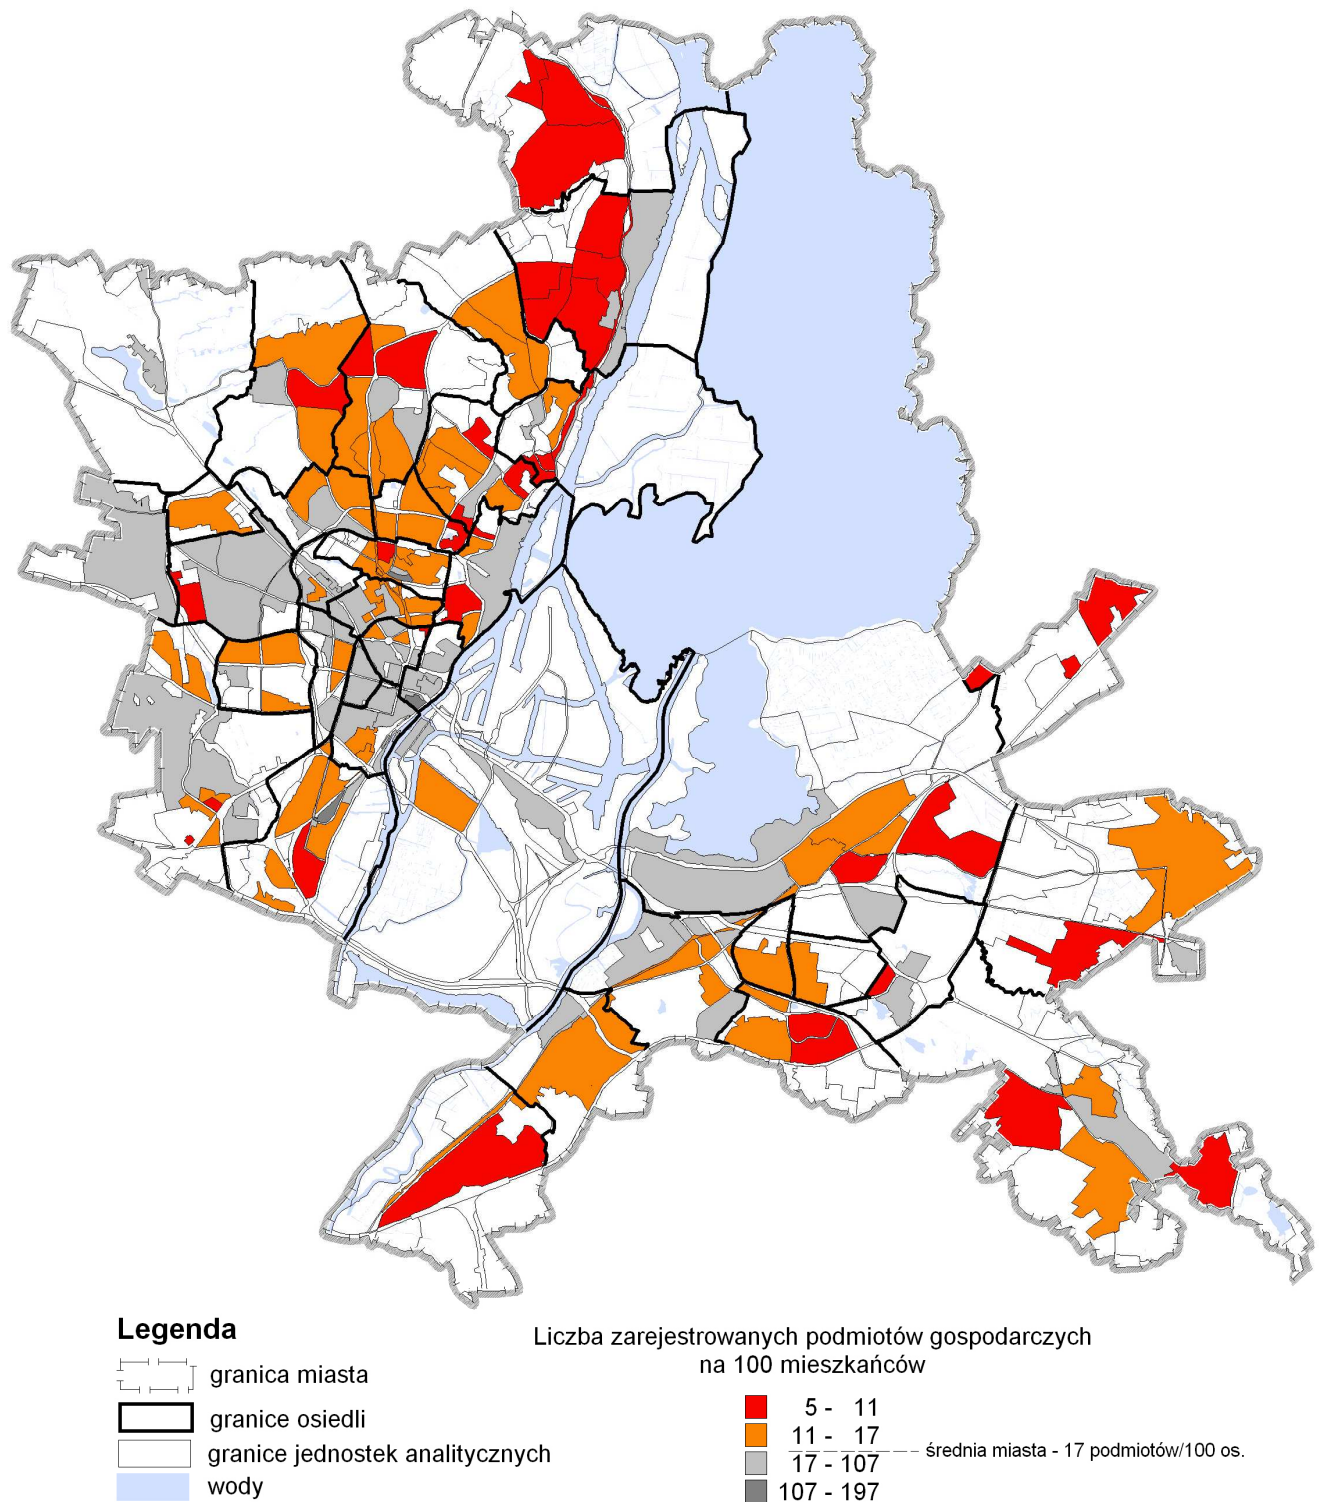 Legenda
granica miasta
granice osiedli
granice jednostek analitycznych
wody
Liczba zarejestrowanych podmiotów gospodarczych
na 100 mieszkańców
5 - 11
11 - 17
średnia miasta - 17 podmiotów/100 os.
17 - 107
107 - 197